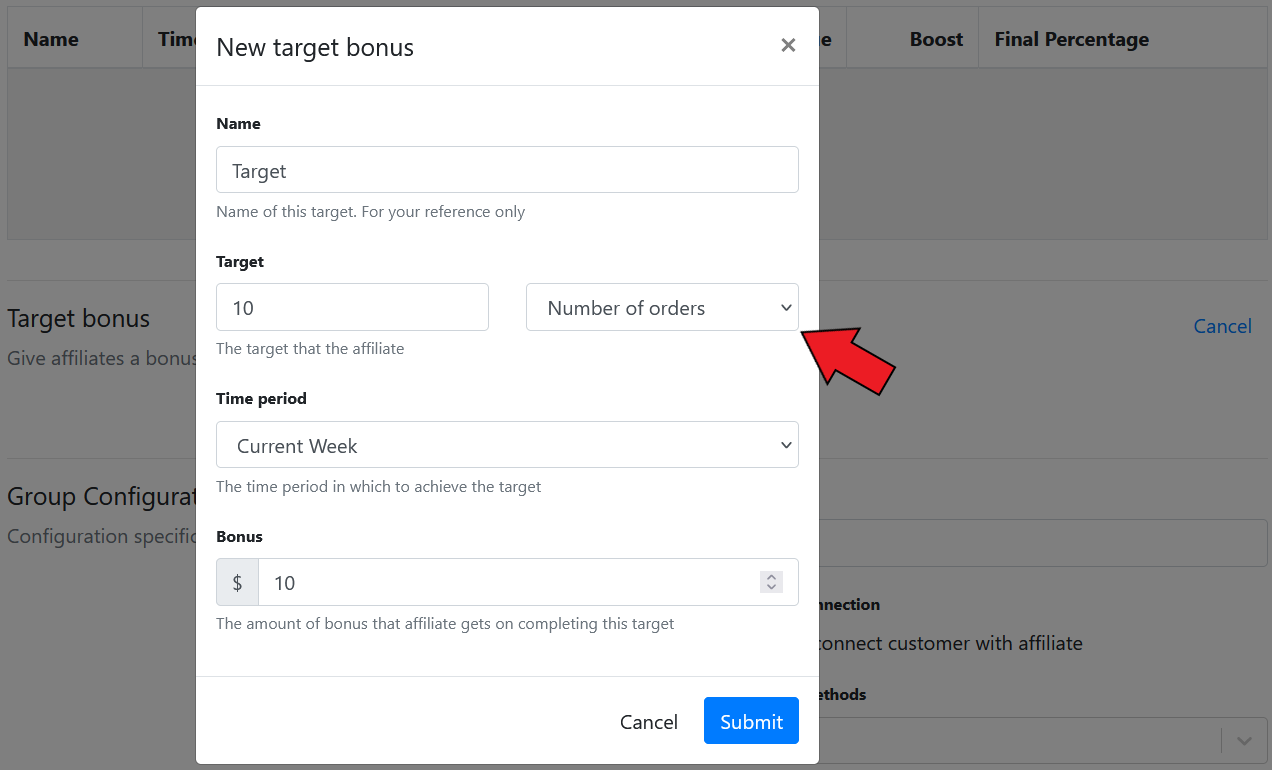 Name
Time
Boost
Final Percentage
New target bonus
×
Name
Target
Name of this target. For your reference only
Target
10
Number of orders
The target that the affiliate
Time period
Current Week
The time period in which to achieve the target
Bonus
$ 10
The amount of bonus that affiliate gets on completing this target
Cancel
Submit
Target bonus
Give affiliates a bonus
Cancel
Group Configurat
Configuration specific
nnection
connect customer with affiliate
ethods